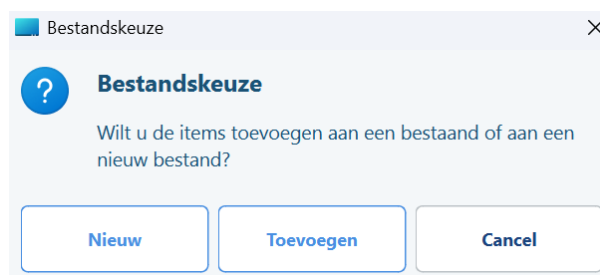 Bestandskeuze
Bestandskeuze
Wilt u de items toevoegen aan een bestaand of aan een
nieuw bestand?
Nieuw
Toevoegen
Cancel